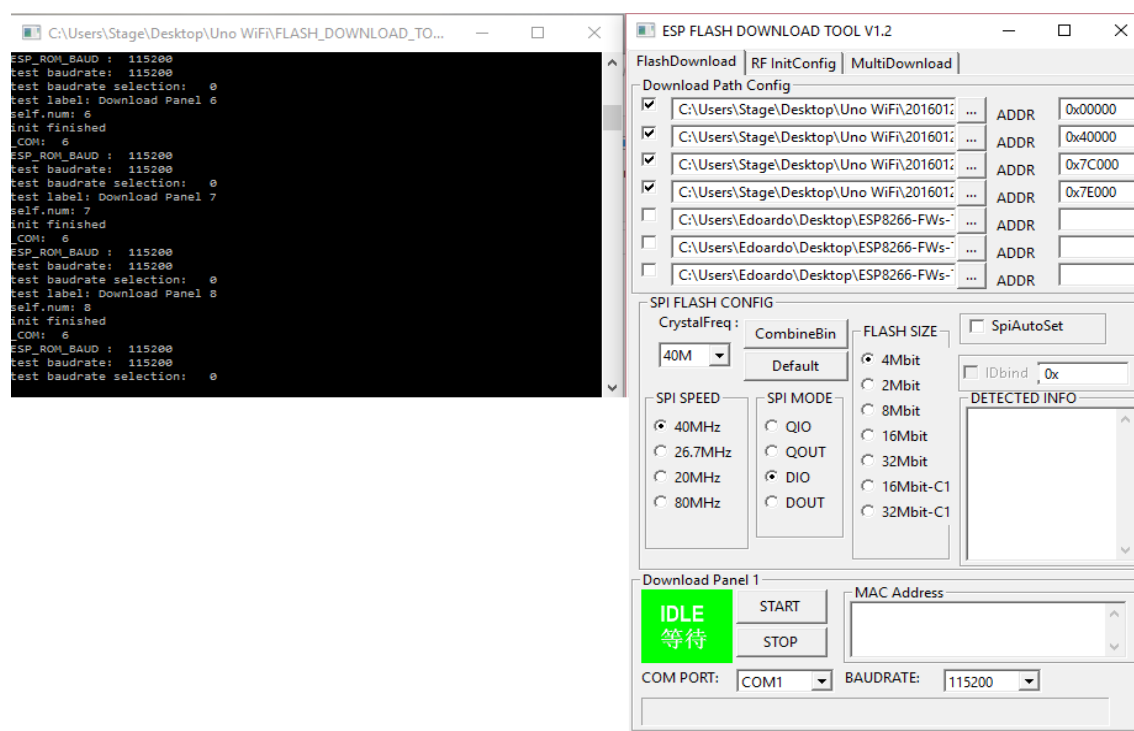 C:\Users\Stage\Desktop\Uno WiFi\FLASH_DOWNLOAD_TO...
ESP_ROM_BAUD : 115200
test baudrate: 115200
test baudrate selection: 0
test label: Download Panel 6
self.num: 6
init finished
_COM: 6
ESP_ROM_BAUD : 115200
test baudrate: 115200
test baudrate selection: 0
test label: Download Panel 7
self.num: 7
init finished
_COM: 6
ESP_ROM_BAUD : 115200
test baudrate: 115200
test baudrate selection: 0
test label: Download Panel 8
self.num: 8
init finished
_COM: 6
ESP_ROM_BAUD : 115200
test baudrate: 115200
test baudrate selection: 0
ESP FLASH DOWNLOAD TOOL V1.2
FlashDownload RF InitConfig MultiDownload
Download Path Config
C:\Users\Stage\Desktop\Uno WiFi\201601 ... ADDR 0x00000
C:\Users\Stage\Desktop\Uno WiFi\201601 ... ADDR 0x40000
C:\Users\Stage\Desktop\Uno WiFi\201601 ... ADDR 0x7C000
C:\Users\Stage\Desktop\Uno WiFi\201601 ... ADDR 0x7E000
C:\Users\Edoardo\Desktop\ESP8266-FWs- ... ADDR
C:\Users\Edoardo\Desktop\ESP8266-FWs- ... ADDR
C:\Users\Edoardo\Desktop\ESP8266-FWs- ... ADDR
SPI FLASH CONFIG
CrystalFreq :
40M
CombineBin
Default
SPI SPEED
40MHz
26.7MHz
20MHz
80MHz
SPI MODE
QIO
QOUT
DIO
DOUT
FLASH SIZE
4Mbit
2Mbit
8Mbit
16Mbit
32Mbit
16Mbit-C1
32Mbit-C1
SpiAutoSet
IDbind 0x
DETECTED INFO
Download Panel 1
IDLE
等待
START
STOP
MAC Address
COM PORT: COM1 BAUDRATE: 115200